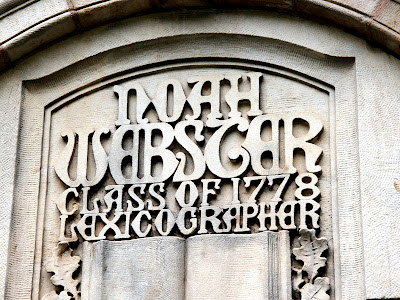 NOAH
WEBSTER
CLASS OF 1778
LEXICOGRAPHER